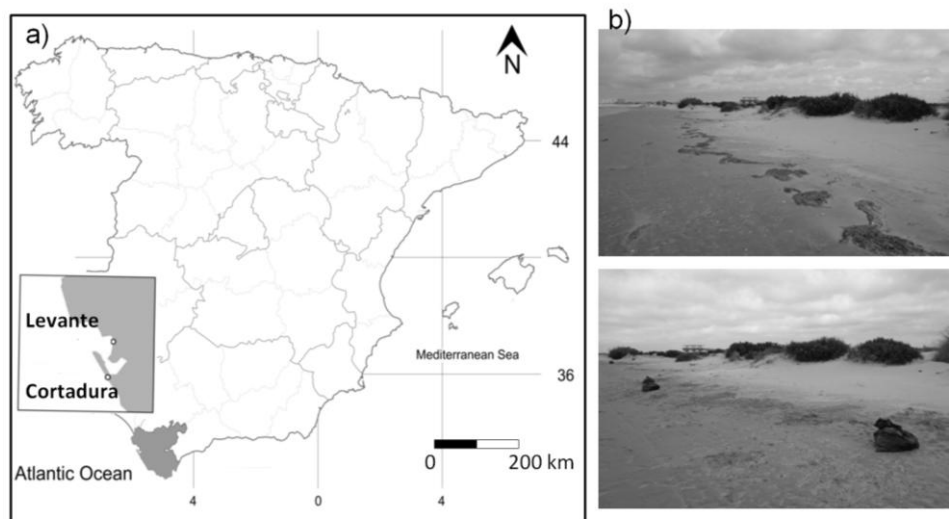 a)
N
44
Levante
Cortadura
Mediterranean Sea
36
Atlantic Ocean
0 200 km
4 0 4
b)